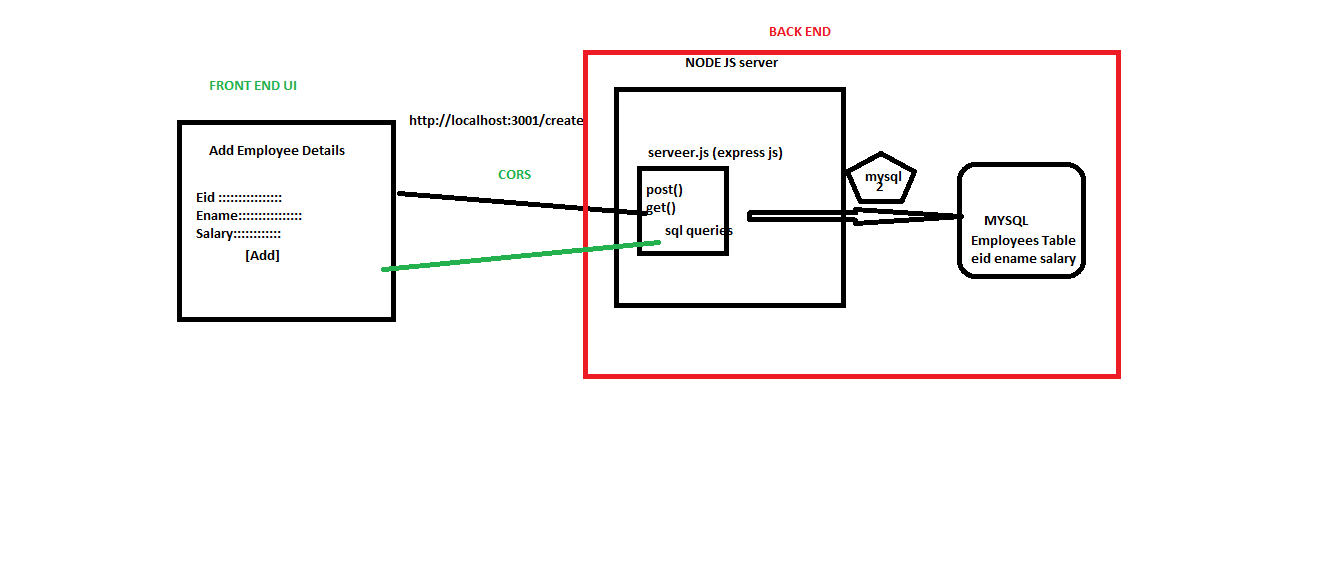 BACK END
NODE JS server
FRONT END UI
http://localhost:3001/create
Add Employee Details
serveer.js (express js)
CORS
mysql
2
post()
get()
sql queries
Eid ::::::::::::::::
Ename::::::::::::::::
Salary::::::::::::
[Add]
MYSQL
Employees Table
eid ename salary